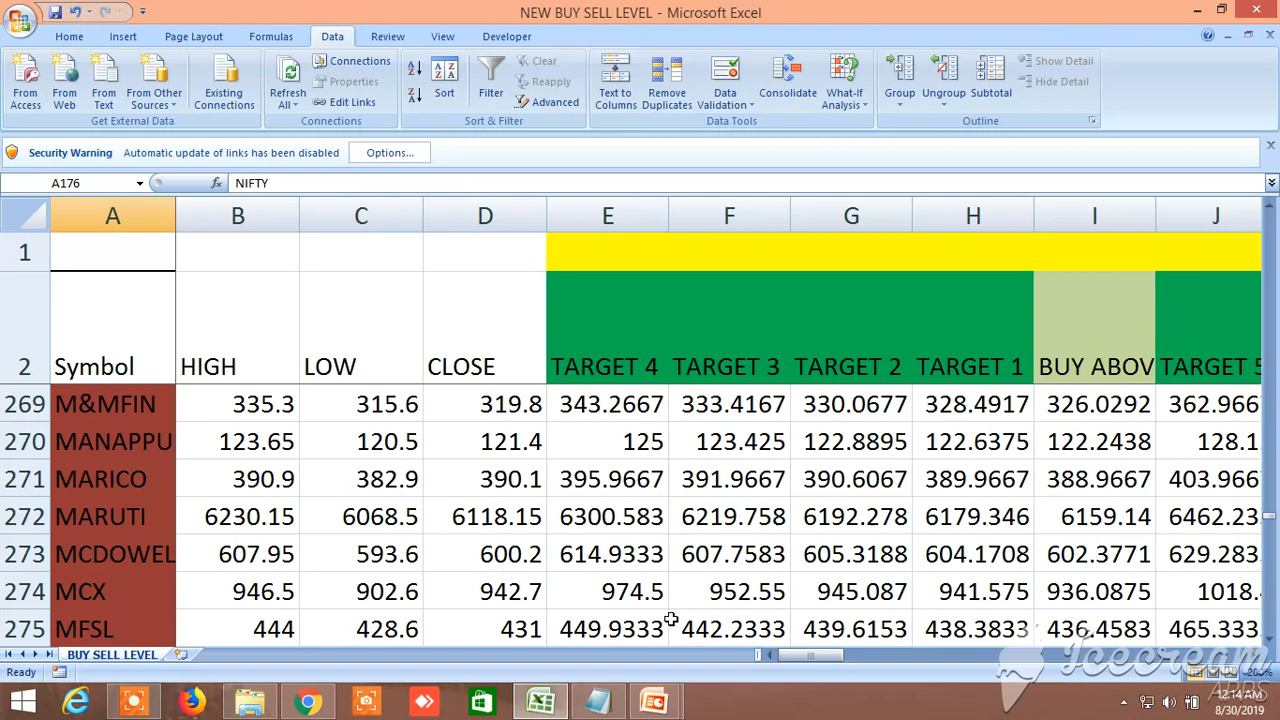 NEW BUY SELL LEVEL - Microsoft Excel
Home Insert Page Layout Formulas Data Review View Developer
From Access From Web From Text From Other Sources Existing Connections
Get External Data
Refresh All Connections Properties Edit Links
Connections
Sort Filter Clear Reapply Advanced
Sort & Filter
Text to Columns Remove Duplicates Data Validation Consolidate What-If Analysis
Data Tools
Group Ungroup Subtotal Show Detail Hide Detail
Outline
Security Warning Automatic update of links has been disabled Options...
A176 fx NIFTY
A B C D E F G H I J
1
2 Symbol HIGH LOW CLOSE TARGET 4 TARGET 3 TARGET 2 TARGET 1 BUY ABOV TARGET 5
269 M&MFIN 335.3 315.6 319.8 343.2667 333.4167 330.0677 328.4917 326.0292 362.966
270 MANAPPU 123.65 120.5 121.4 125 123.425 122.8895 122.6375 122.2438 128.1
271 MARICO 390.9 382.9 390.1 395.9667 391.9667 390.6067 389.9667 388.9667 403.966
272 MARUTI 6230.15 6068.5 6118.15 6300.583 6219.758 6192.278 6179.346 6159.14 6462.23
273 MCDOWEL 607.95 593.6 600.2 614.9333 607.7583 605.3188 604.1708 602.3771 629.283
274 MCX 946.5 902.6 942.7 974.5 952.55 945.087 941.575 936.0875 1018.
275 MFSL 444 428.6 431 449.9333 442.2333 439.6153 438.3833 436.4583 465.333
BUY SELL LEVEL
Ready 200%
Icecream
APPS
12:14 AM
8/30/2019